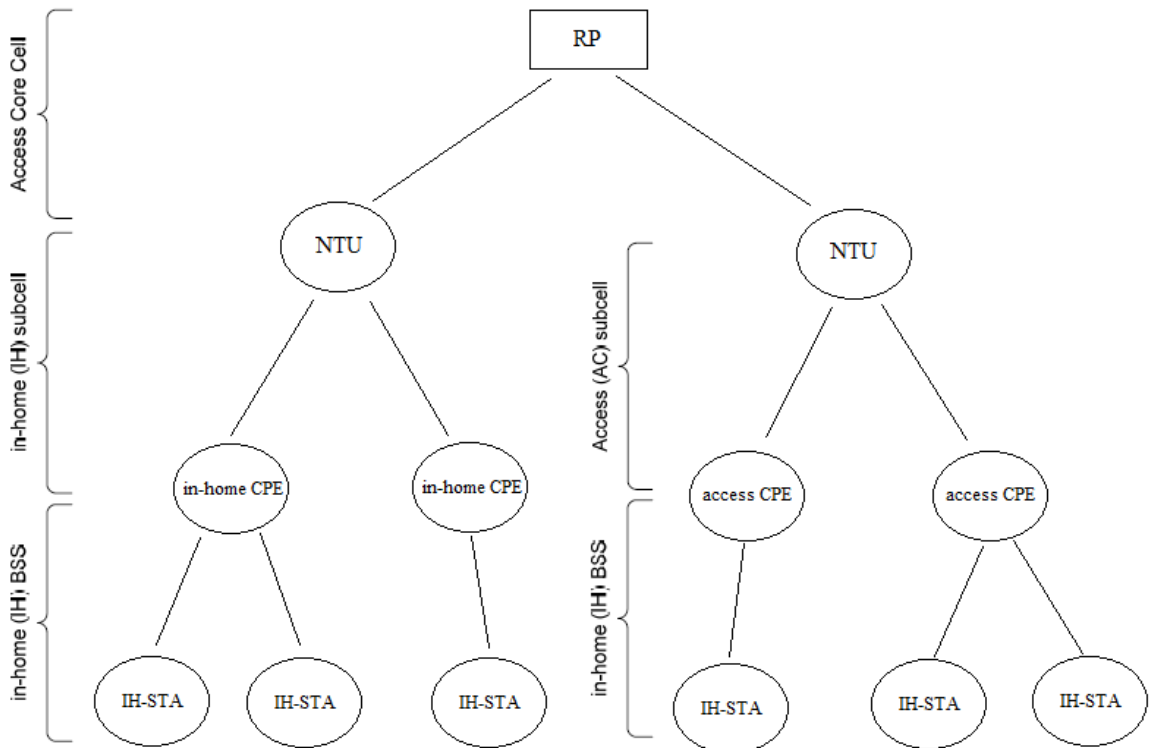 RP
Access Core Cell
NTU
NTU
in-home (IH) subcell
Access (AC) subcell
in-home CPE
in-home CPE
access CPE
access CPE
in-home (IH) BSS
in-home (IH) BSS
IH-STA
IH-STA
IH-STA
IH-STA
IH-STA
IH-STA